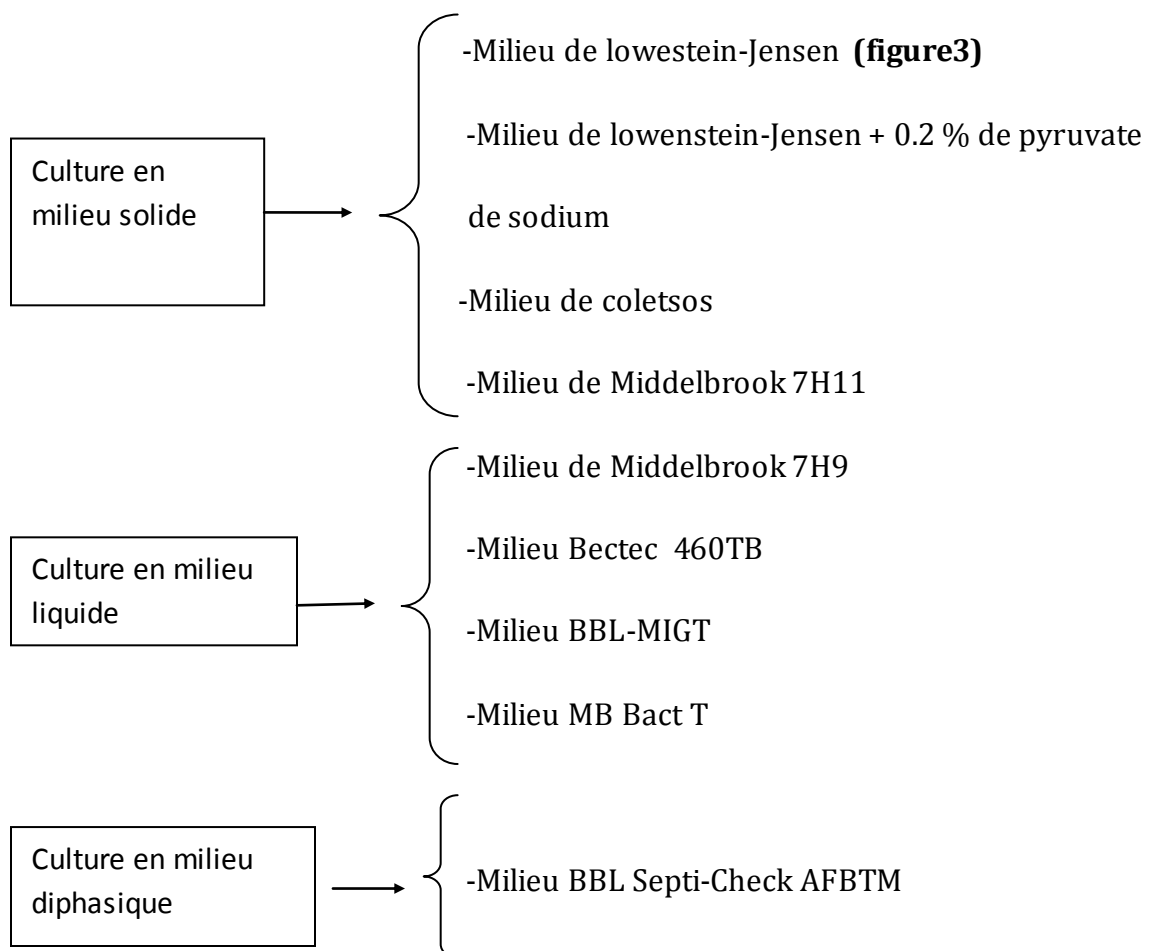 Culture en
milieu solide
-Milieu de lowestein-Jensen (figure3)
-Milieu de lowenstein-Jensen + 0.2 % de pyruvate
de sodium
-Milieu de coletsos
-Milieu de Middelbrook 7H11
Culture en milieu
liquide
-Milieu de Middelbrook 7H9
-Milieu Bectec 460TB
-Milieu BBL-MIGT
-Milieu MB Bact T
Culture en milieu
diphasique
-Milieu BBL Septi-Check AFBTM